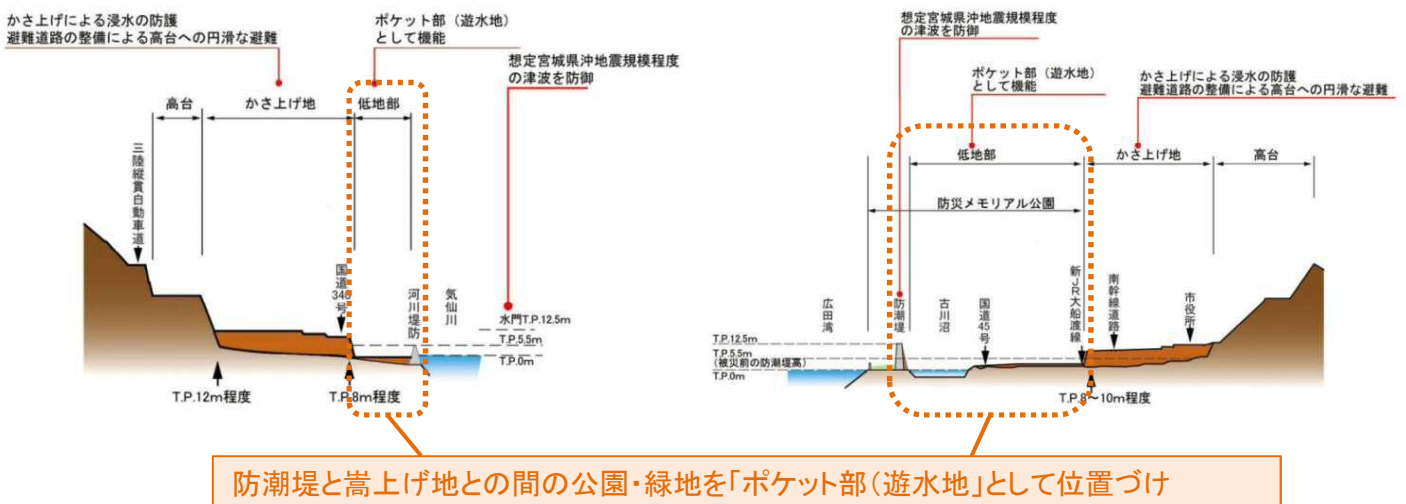 かさ上げによる浸水の防護
避難道路の整備による高台への円滑な避難
ポケット部（遊水地）
として機能
想定宮城県沖地震規模程度
の津波を防御
高台
かさ上げ地
低地部
三陸縦貫自動車道
国道340号
河川堤防
気仙川
水門T.P.12.5m
T.P.5.5m
T.P.0m
T.P.12m程度
T.P.8m程度
想定宮城県沖地震規模程度
の津波を防御
ポケット部（遊水地）
として機能
かさ上げによる浸水の防護
避難道路の整備による高台への円滑な避難
低地部
かさ上げ地
高台
防災メモリアル公園
広田湾
防潮堤
古川沼
国道45号
新JR大船渡線
南幹線道路
市役所
T.P.12.5m
T.P.5.5m
(被災前の防潮堤高)
T.P.0m
T.P.8～10m程度
防潮堤と嵩上げ地との間の公園・緑地を「ポケット部（遊水地」として位置づけ